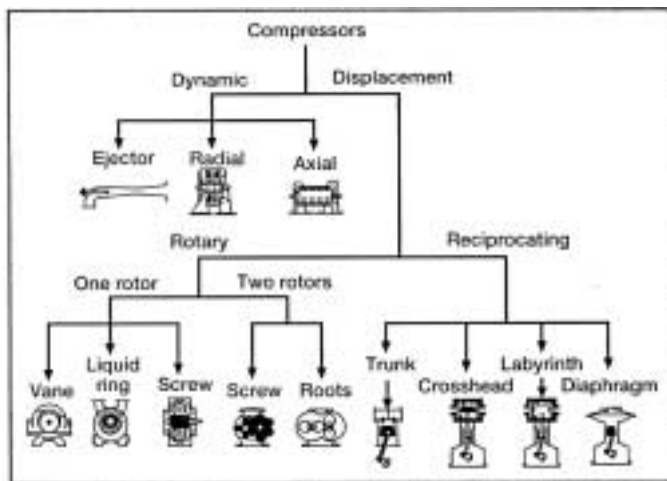 Compressors
Dynamic Displacement
Ejector Radial Axial
Rotary Reciprocating
One rotor Two rotors
Vane Liquid ring Screw Screw Roots Trunk Crosshead Labyrinth Diaphragm